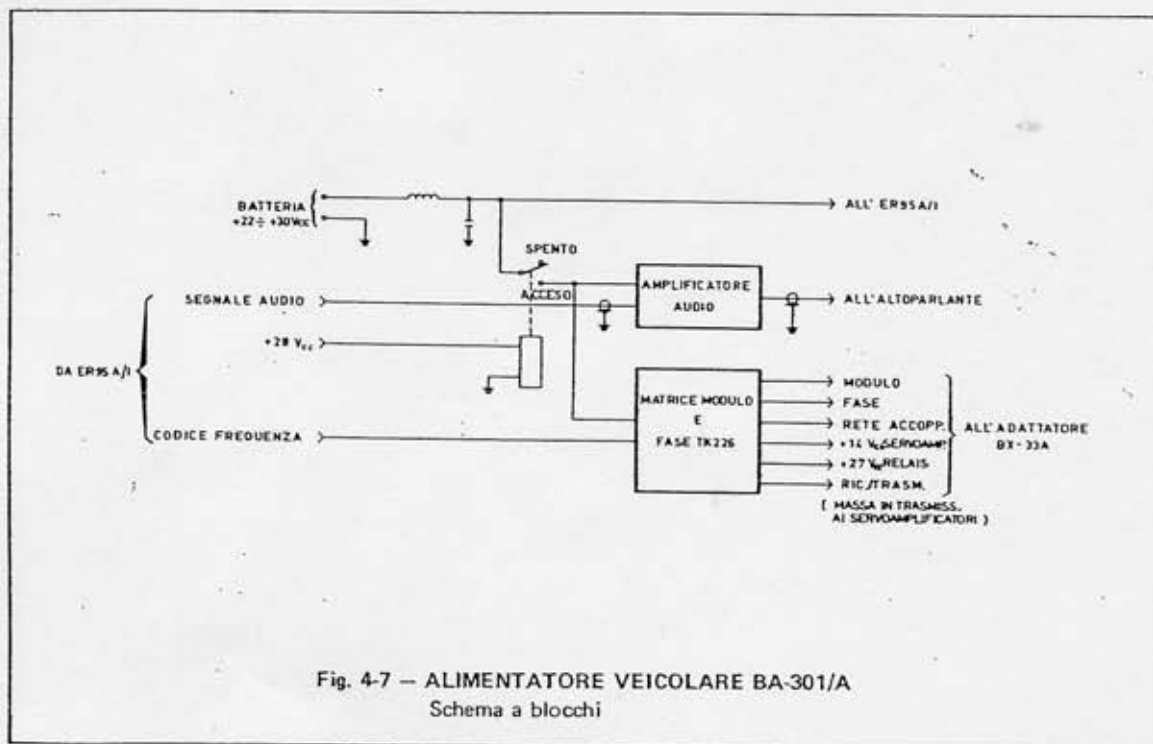 BATTERIA
+22 ÷ +30Vcc
ALL' ER95A/I
SPENTO
ACCESO
SEGNALE AUDIO
AMPLIFICATORE
AUDIO
ALL'ALTOPARLANTE
+28 Vcc
DA ER95A/I
CODICE FREQUENZA
MATRICE MODULO
E
FASE TK226
MODULO
FASE
RETE ACCOPP.
+14 Vcc SERVOAMP.
+27 Vcc RELAIS
RIC/TRASM.
( MASSA IN TRASMISS.
AI SERVOAMPLIFICATORI )
ALL'ADATTATORE
BX-33A
Fig. 4-7 — ALIMENTATORE VEICOLARE BA-301/A
Schema a blocchi